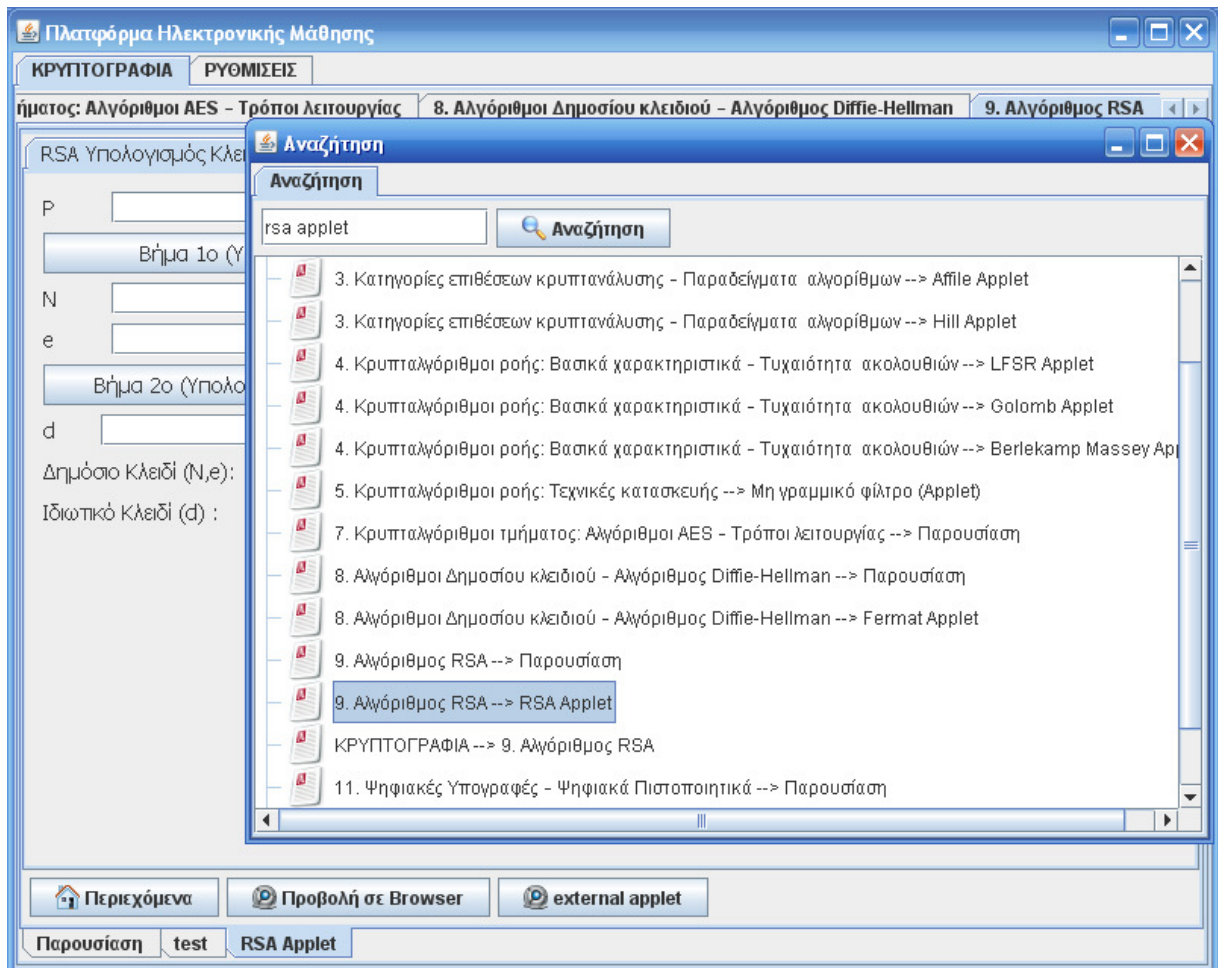 Πλατφόρμα Ηλεκτρονικής Μάθησης
ΚΡΥΠΤΟΓΡΑΦΙΑ ΡΥΘΜΙΣΕΙΣ
ήματος: Αλγόριθμοι AES - Τρόποι λειτουργίας 8. Αλγόριθμοι Δημοσίου κλειδιού - Αλγόριθμος Diffie-Hellman 9. Αλγόριθμος RSA
RSA Υπολογισμός Κλει
P
Βήμα 1ο (Υ
N
e
Βήμα 2ο (Υπολο
d
Δημόσιο Κλειδί (N,e):
Ιδιωτικό Κλειδί (d) :
Αναζήτηση
Αναζήτηση
rsa applet Αναζήτηση
3. Κατηγορίες επιθέσεων κρυπτανάλυσης - Παραδείγματα αλγορίθμων --> Affile Applet
3. Κατηγορίες επιθέσεων κρυπτανάλυσης - Παραδείγματα αλγορίθμων --> Hill Applet
4. Κρυπταλγόριθμοι ροής: Βασικά χαρακτηριστικά - Τυχαιότητα ακολουθιών --> LFSR Applet
4. Κρυπταλγόριθμοι ροής: Βασικά χαρακτηριστικά - Τυχαιότητα ακολουθιών --> Golomb Applet
4. Κρυπταλγόριθμοι ροής: Βασικά χαρακτηριστικά - Τυχαιότητα ακολουθιών --> Berlekamp Massey App
5. Κρυπταλγόριθμοι ροής: Τεχνικές κατασκευής --> Μη γραμμικό φίλτρο (Applet)
7. Κρυπταλγόριθμοι τμήματος: Αλγόριθμοι AES - Τρόποι λειτουργίας --> Παρουσίαση
8. Αλγόριθμοι Δημοσίου κλειδιού - Αλγόριθμος Diffie-Hellman --> Παρουσίαση
8. Αλγόριθμοι Δημοσίου κλειδιού - Αλγόριθμος Diffie-Hellman --> Fermat Applet
9. Αλγόριθμος RSA --> Παρουσίαση
9. Αλγόριθμος RSA --> RSA Applet
ΚΡΥΠΤΟΓΡΑΦΙΑ --> 9. Αλγόριθμος RSA
11. Ψηφιακές Υπογραφές - Ψηφιακά Πιστοποιητικά --> Παρουσίαση
Περιεχόμενα Προβολή σε Browser external applet
Παρουσίαση test RSA Applet